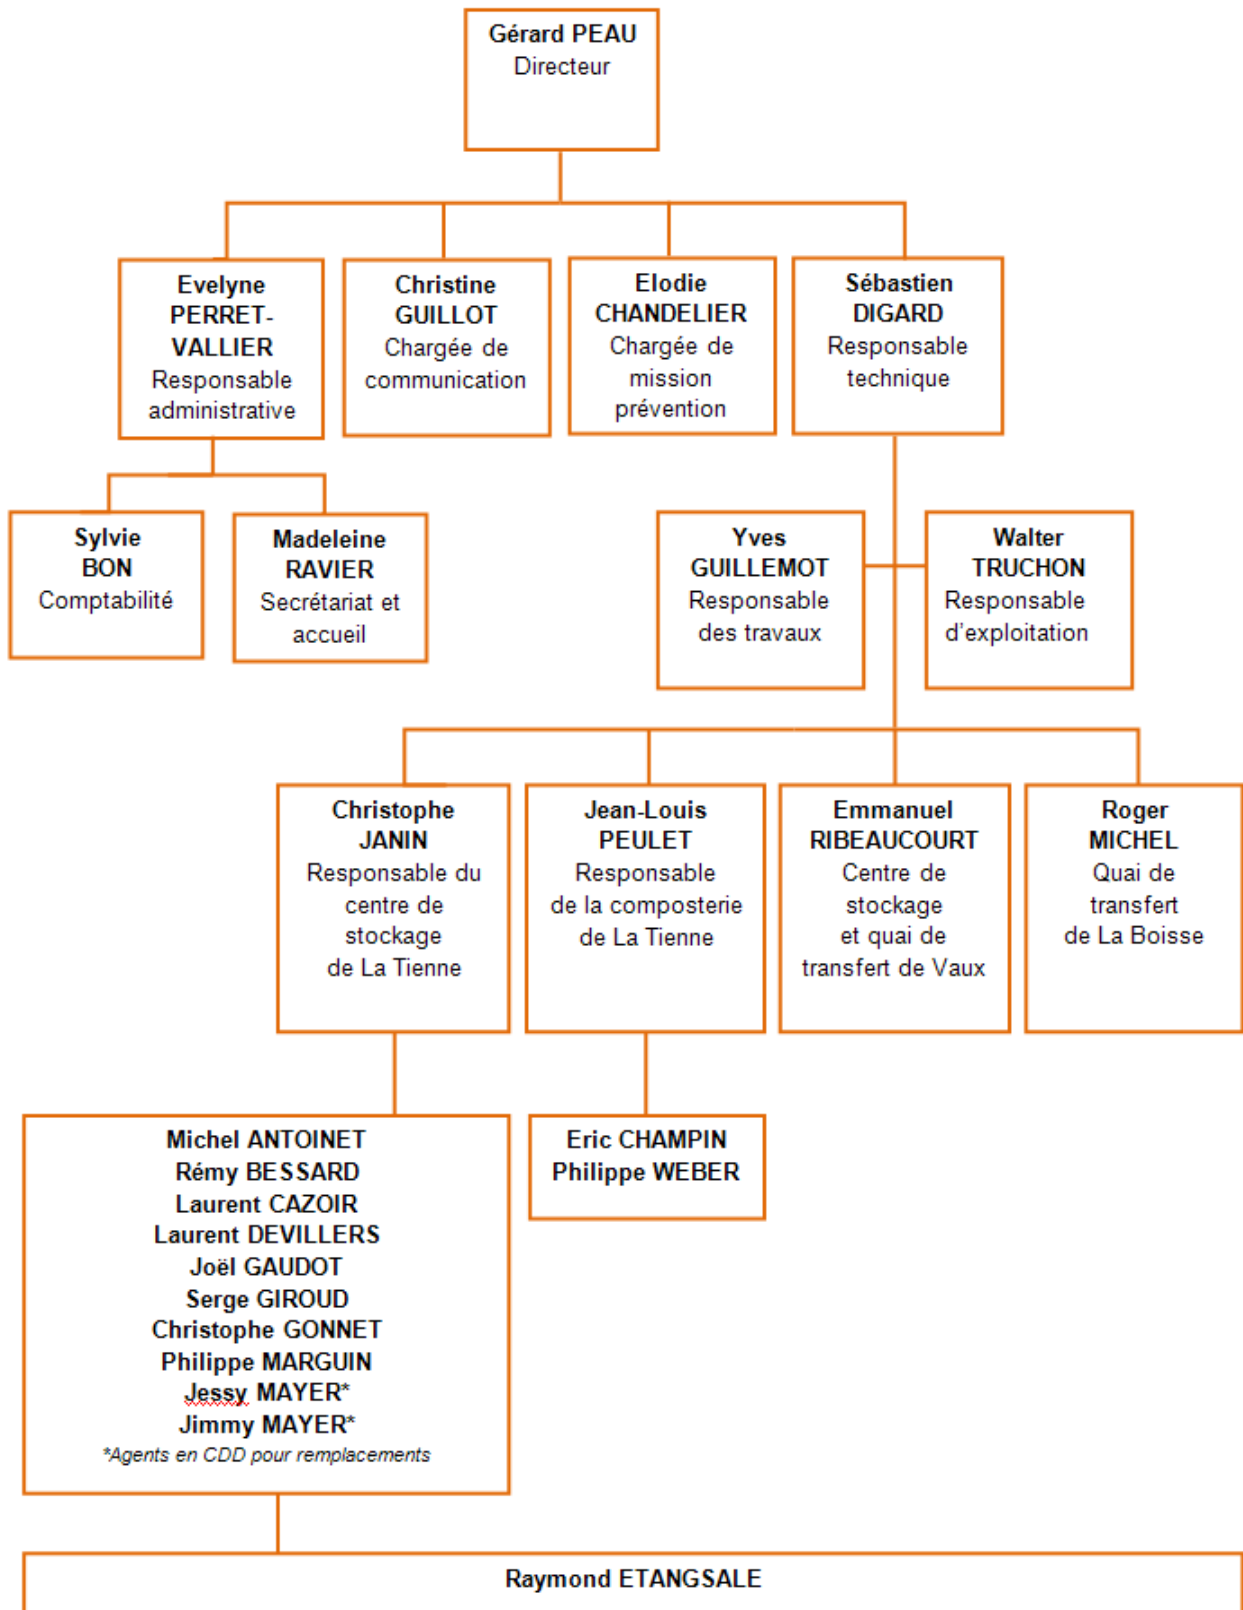 Gérard PEAU
Directeur
Evelyne
PERRET-
VALLIER
Responsable
administrative
Christine
GUILLOT
Chargée de
communication
Elodie
CHANDELIER
Chargée de
mission
prévention
Sébastien
DIGARD
Responsable
technique
Sylvie
BON
Comptabilité
Madeleine
RAVIER
Secrétariat et
accueil
Yves
GUILLEMOT
Responsable
des travaux
Walter
TRUCHON
Responsable
d’exploitation
Christophe
JANIN
Responsable du
centre de
stockage
de La Tienne
Jean-Louis
PEULET
Responsable
de la composterie
de La Tienne
Emmanuel
RIBEAUCOURT
Centre de
stockage
et quai de
transfert de Vaux
Roger
MICHEL
Quai de
transfert
de La Boisse
Michel ANTOINET
Rémy BESSARD
Laurent CAZOIR
Laurent DEVILLERS
Joël GAUDOT
Serge GIROUD
Christophe GONNET
Philippe MARGUIN
Jessy MAYER*
Jimmy MAYER*
*Agents en CDD pour remplacements
Eric CHAMPIN
Philippe WEBER
Raymond ETANGSALE